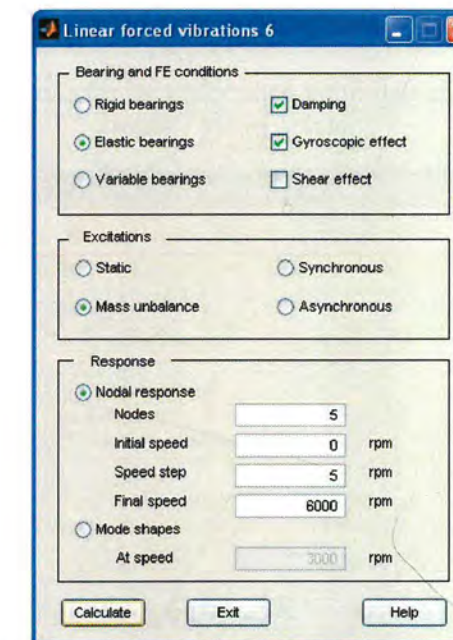 Linear forced vibrations 6
Bearing and FE conditions
Rigid bearings Damping
Elastic bearings Gyroscopic effect
Variable bearings Shear effect
Excitations
Static Synchronous
Mass unbalance Asynchronous
Response
Nodal response
Nodes 5
Initial speed 0 rpm
Speed step 5 rpm
Final speed 6000 rpm
Mode shapes
At speed 3000 rpm
Calculate Exit Help